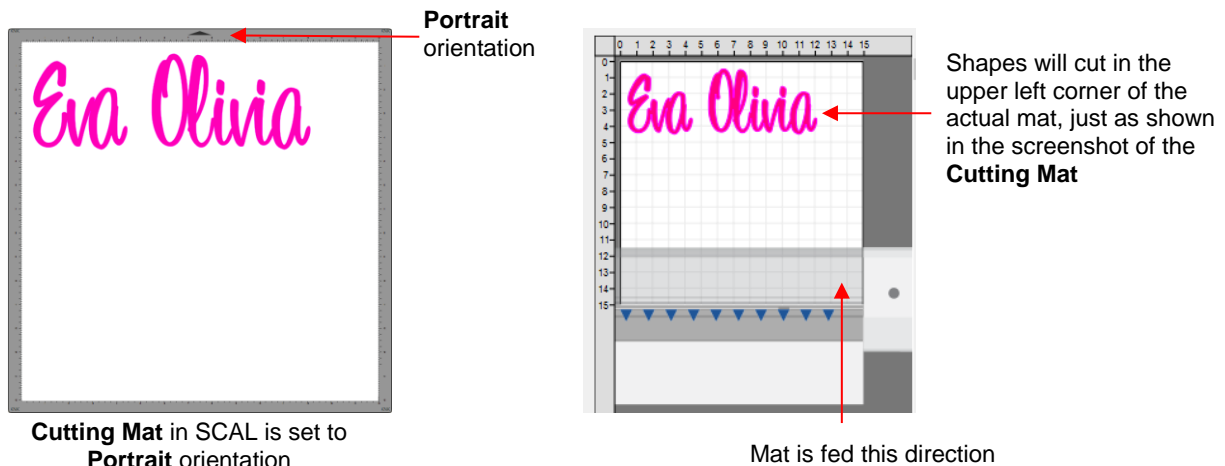 Portrait
orientation
Eva Olivia
Cutting Mat in SCAL is set to
Portrait orientation
0 1 2 3 4 5 6 7 8 9 10 11 12 13 14 15
0
1
2
3
4
5
6
7
8
9
10
11
12
13
14
15
Eva Olivia
Shapes will cut in the
upper left corner of the
actual mat, just as shown
in the screenshot of the
Cutting Mat
Mat is fed this direction